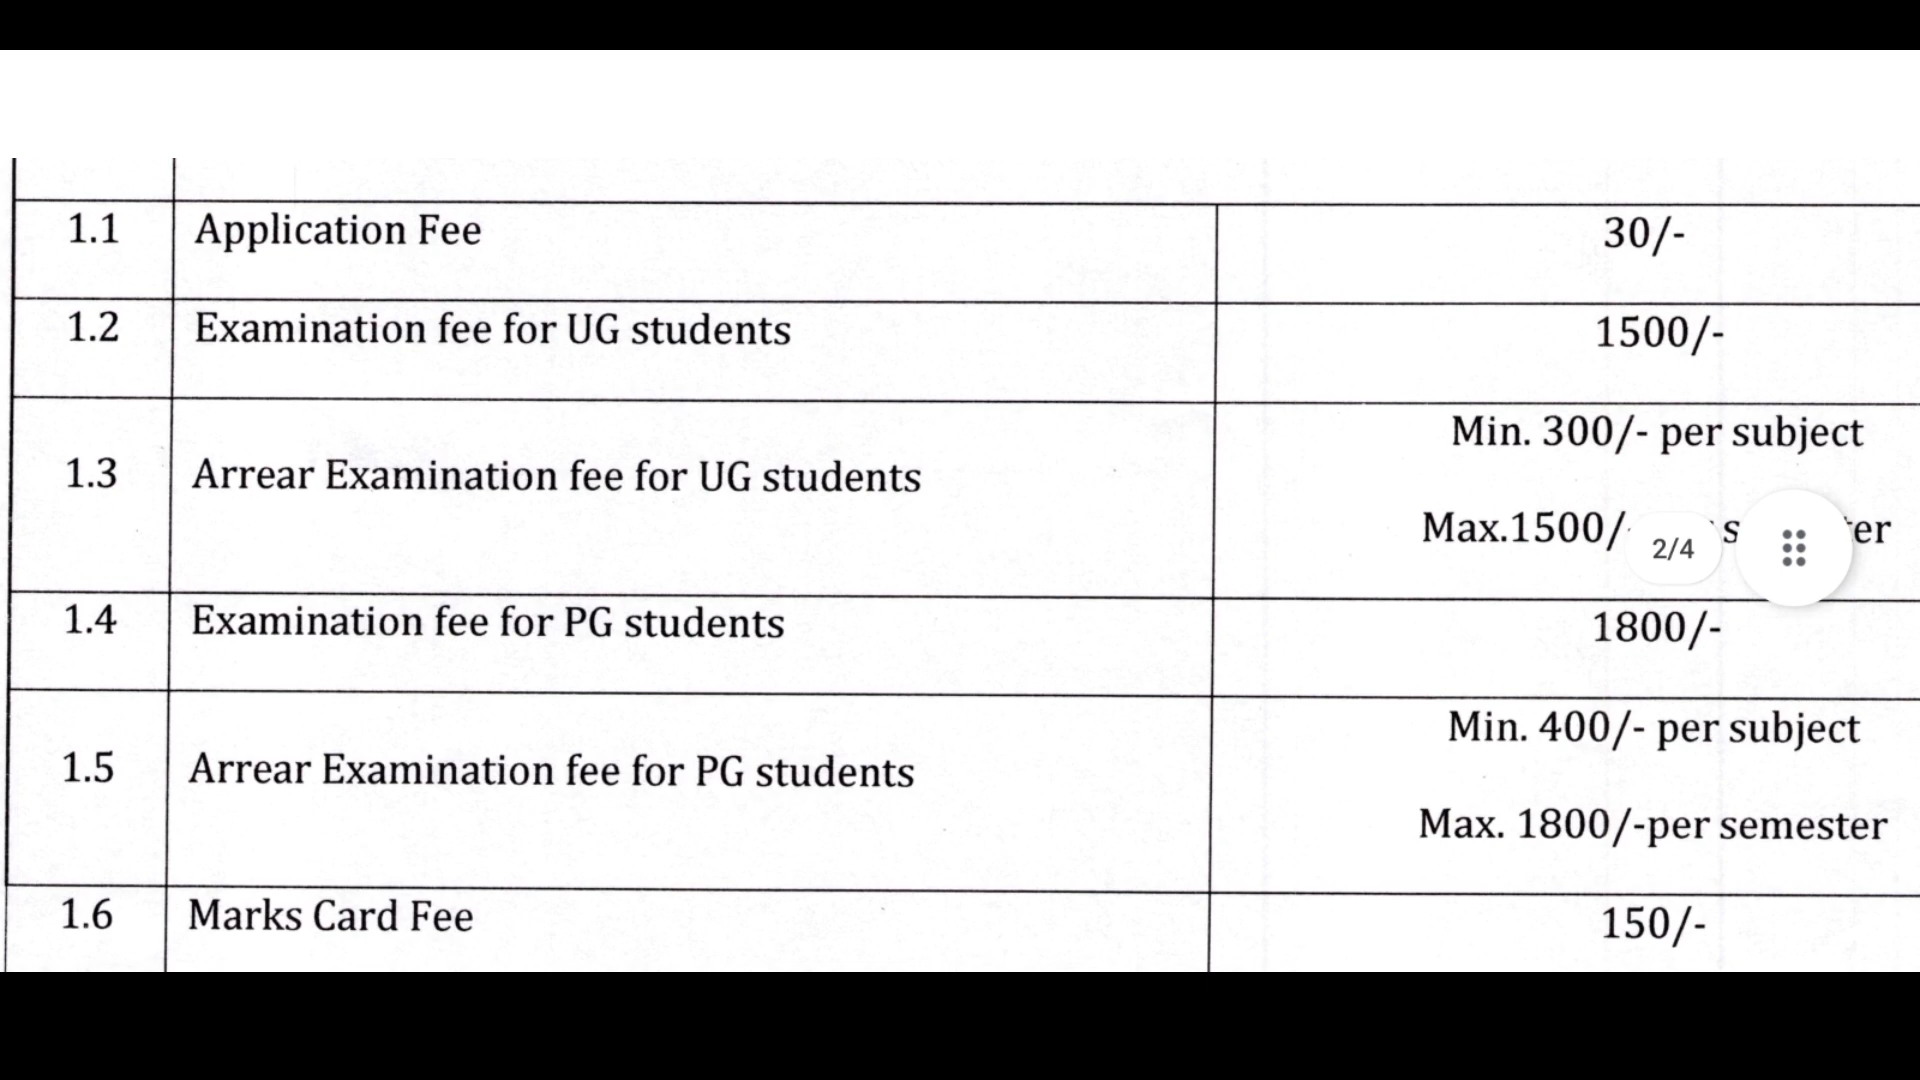 1.1 Application Fee 30/-
1.2 Examination fee for UG students 1500/-
Min. 300/- per subject
1.3 Arrear Examination fee for UG students
Max.1500/
2/4
1.4 Examination fee for PG students 1800/-
Min. 400/- per subject
1.5 Arrear Examination fee for PG students
Max. 1800/-per semester
1.6 Marks Card Fee 150/-